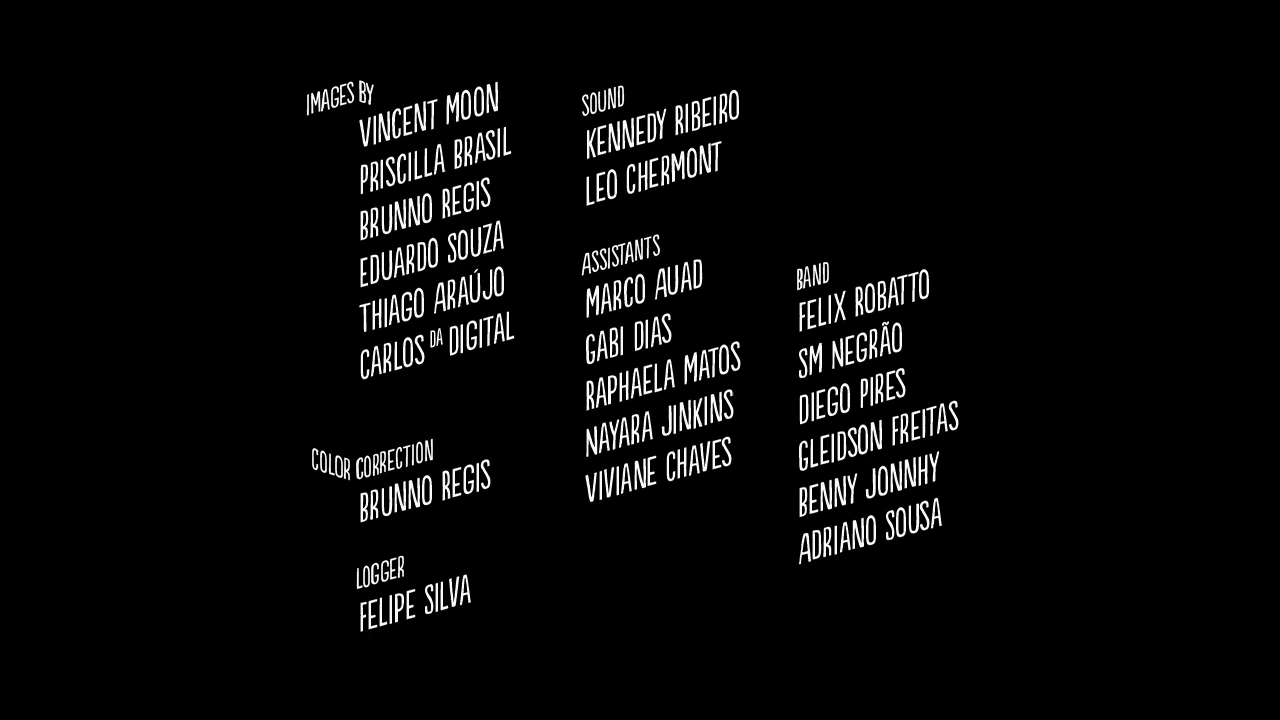 IMAGES BY
VINCENT MOON
PRISCILLA BRASIL
BRUNNO REGIS
EDUARDO SOUZA
THIAGO ARAÚJO
CARLOS DA DIGITAL
COLOR CORRECTION
BRUNNO REGIS
LOGGER
FELIPE SILVA
SOUND
KENNEDY RIBEIRO
LEO CHERMONT
ASSISTANTS
MARCO AUAD
GABI DIAS
RAPHAELA MATOS
NAYARA JINKINS
VIVIANE CHAVES
BAND
FELIX ROBATTO
SM NEGRÃO
DIEGO PIRES
GLEIDSON FREITAS
BENNY JONNHY
ADRIANO SOUSA